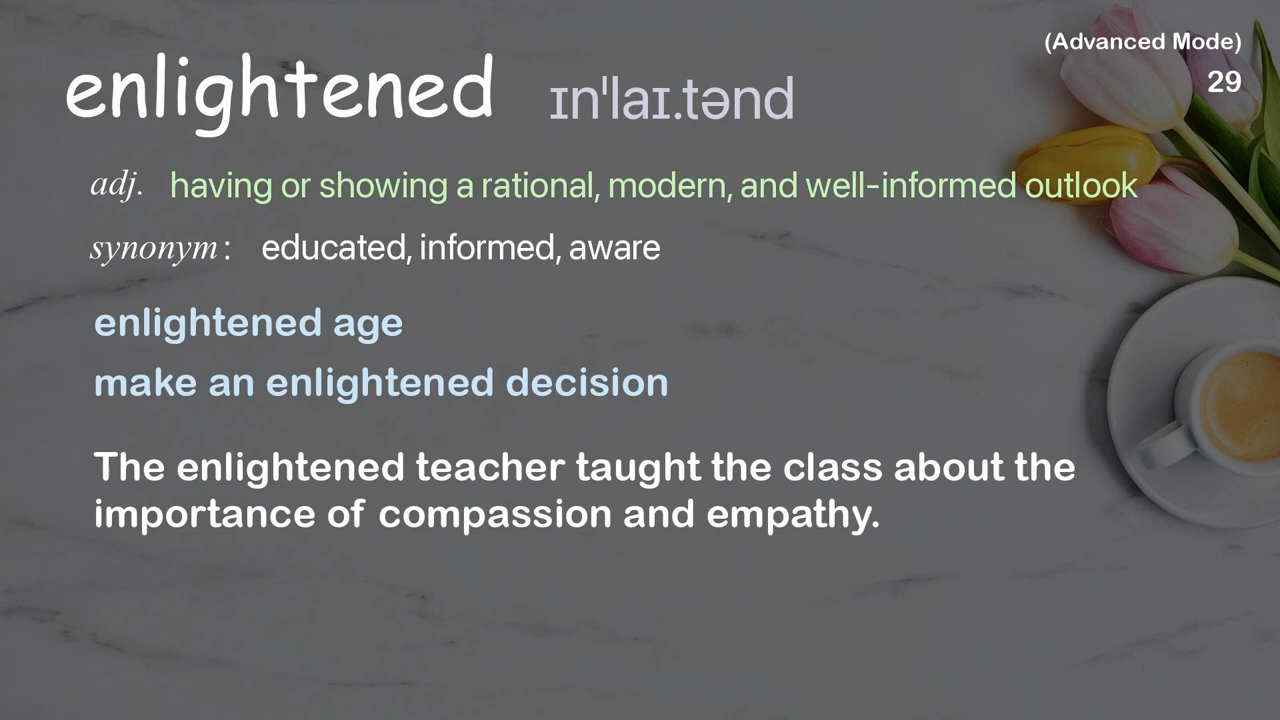 (Advanced Mode)
29
enlightened ɪnˈlaɪ.tənd
adj. having or showing a rational, modern, and well-informed outlook
synonym: educated, informed, aware
enlightened age
make an enlightened decision
The enlightened teacher taught the class about the
importance of compassion and empathy.